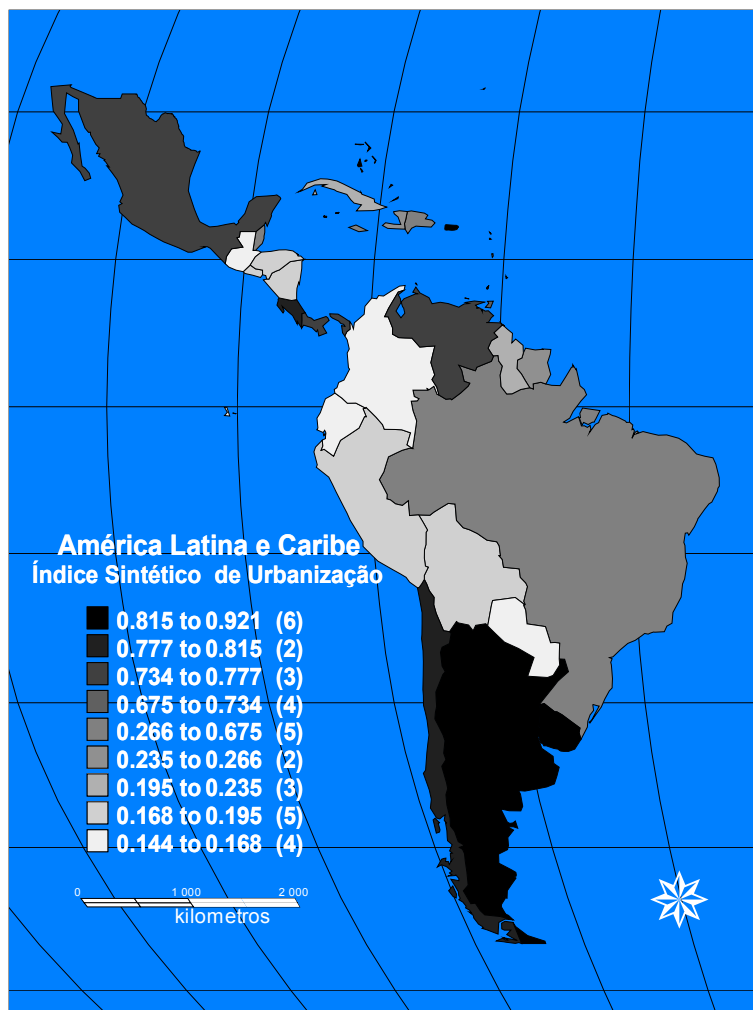 América Latina e Caribe
Índice Sintético de Urbanização
0.815 to 0.921 (6)
0.777 to 0.815 (2)
0.734 to 0.777 (3)
0.675 to 0.734 (4)
0.266 to 0.675 (5)
0.235 to 0.266 (2)
0.195 to 0.235 (3)
0.168 to 0.195 (5)
0.144 to 0.168 (4)
0 1 000 2 000
kilometros